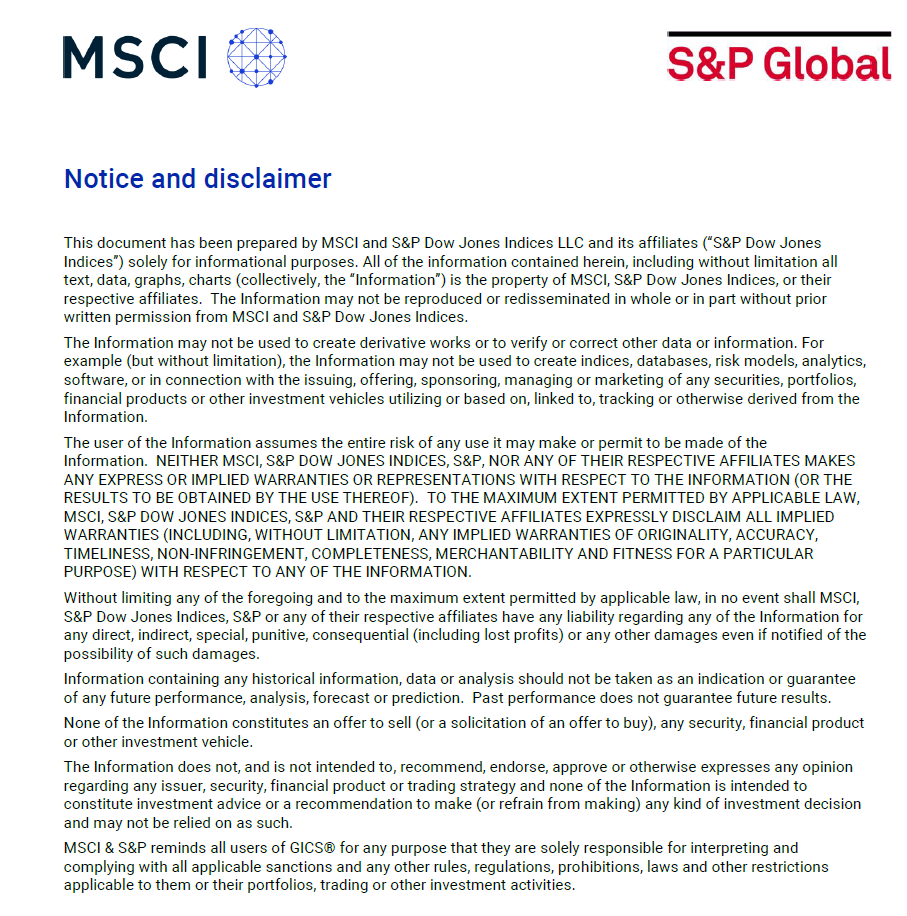 MSCI
S&P Global
Notice and disclaimer
This document has been prepared by MSCI and S&P Dow Jones Indices LLC and its affiliates (“S&P Dow Jones
Indices”) solely for informational purposes. All of the information contained herein, including without limitation all
text, data, graphs, charts (collectively, the “Information”) is the property of MSCI, S&P Dow Jones Indices, or their
respective affiliates.  The Information may not be reproduced or redisseminated in whole or in part without prior
written permission from MSCI and S&P Dow Jones Indices.
The Information may not be used to create derivative works or to verify or correct other data or information. For
example (but without limitation), the Information may not be used to create indices, databases, risk models, analytics,
software, or in connection with the issuing, offering, sponsoring, managing or marketing of any securities, portfolios,
financial products or other investment vehicles utilizing or based on, linked to, tracking or otherwise derived from the
Information.
The user of the Information assumes the entire risk of any use it may make or permit to be made of the
Information.  NEITHER MSCI, S&P DOW JONES INDICES, S&P, NOR ANY OF THEIR RESPECTIVE AFFILIATES MAKES
ANY EXPRESS OR IMPLIED WARRANTIES OR REPRESENTATIONS WITH RESPECT TO THE INFORMATION (OR THE
RESULTS TO BE OBTAINED BY THE USE THEREOF).  TO THE MAXIMUM EXTENT PERMITTED BY APPLICABLE LAW,
MSCI, S&P DOW JONES INDICES, S&P AND THEIR RESPECTIVE AFFILIATES EXPRESSLY DISCLAIM ALL IMPLIED
WARRANTIES (INCLUDING, WITHOUT LIMITATION, ANY IMPLIED WARRANTIES OF ORIGINALITY, ACCURACY,
TIMELINESS, NON-INFRINGEMENT, COMPLETENESS, MERCHANTABILITY AND FITNESS FOR A PARTICULAR
PURPOSE) WITH RESPECT TO ANY OF THE INFORMATION.
Without limiting any of the foregoing and to the maximum extent permitted by applicable law, in no event shall MSCI,
S&P Dow Jones Indices, S&P or any of their respective affiliates have any liability regarding any of the Information for
any direct, indirect, special, punitive, consequential (including lost profits) or any other damages even if notified of the
possibility of such damages.
Information containing any historical information, data or analysis should not be taken as an indication or guarantee
of any future performance, analysis, forecast or prediction.  Past performance does not guarantee future results.
None of the Information constitutes an offer to sell (or a solicitation of an offer to buy), any security, financial product
or other investment vehicle.
The Information does not, and is not intended to, recommend, endorse, approve or otherwise expresses any opinion
regarding any issuer, security, financial product or trading strategy and none of the Information is intended to
constitute investment advice or a recommendation to make (or refrain from making) any kind of investment decision
and may not be relied on as such.
MSCI & S&P reminds all users of GICS® for any purpose that they are solely responsible for interpreting and
complying with all applicable sanctions and any other rules, regulations, prohibitions, laws and other restrictions
applicable to them or their portfolios, trading or other investment activities.